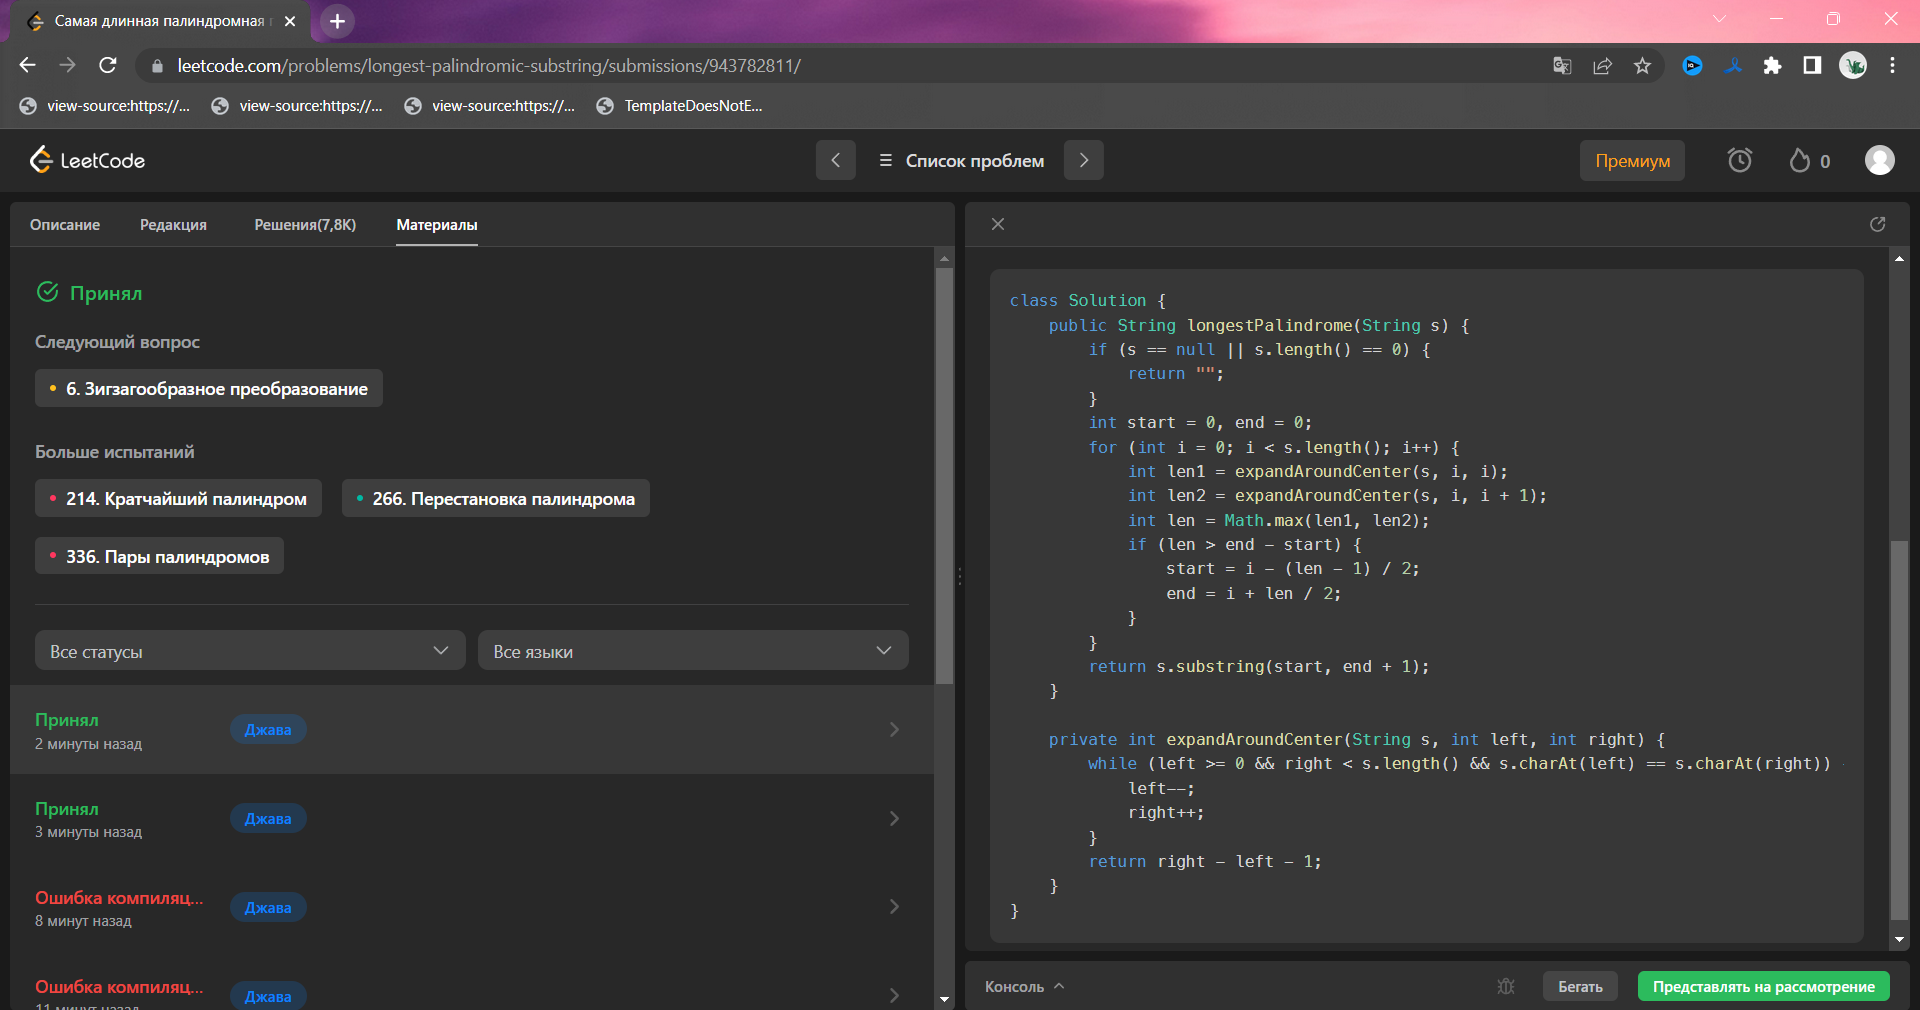 Самая длинная палиндромная
leetcode.com/problems/longest-palindromic-substring/submissions/943782811/
view-source:https://... view-source:https://... view-source:https://... TemplateDoesNotE...
LeetCode
Список проблем
Премиум
0
Описание Редакция Решения(7,8K) Материалы
Принял
Следующий вопрос
6. Зигзагообразное преобразование
Больше испытаний
214. Кратчайший палиндром 266. Перестановка палиндрома
336. Пары палиндромов
Все статусы Все языки
Принял
Джава
2 минуты назад
Принял
Джава
3 минуты назад
Ошибка компиляц...
Джава
8 минут назад
Ошибка компиляц...
Джава
11 минут назад
class Solution {
public String longestPalindrome(String s) {
if (s == null || s.length() == 0) {
return "";
}
int start = 0, end = 0;
for (int i = 0; i < s.length(); i++) {
int len1 = expandAroundCenter(s, i, i);
int len2 = expandAroundCenter(s, i, i + 1);
int len = Math.max(len1, len2);
if (len > end - start) {
start = i - (len - 1) / 2;
end = i + len / 2;
}
}
return s.substring(start, end + 1);
}
private int expandAroundCenter(String s, int left, int right) {
while (left >= 0 && right < s.length() && s.charAt(left) == s.charAt(right))
left--;
right++;
}
return right - left - 1;
}
}
Консоль
Бегать
Представлять на рассмотрение